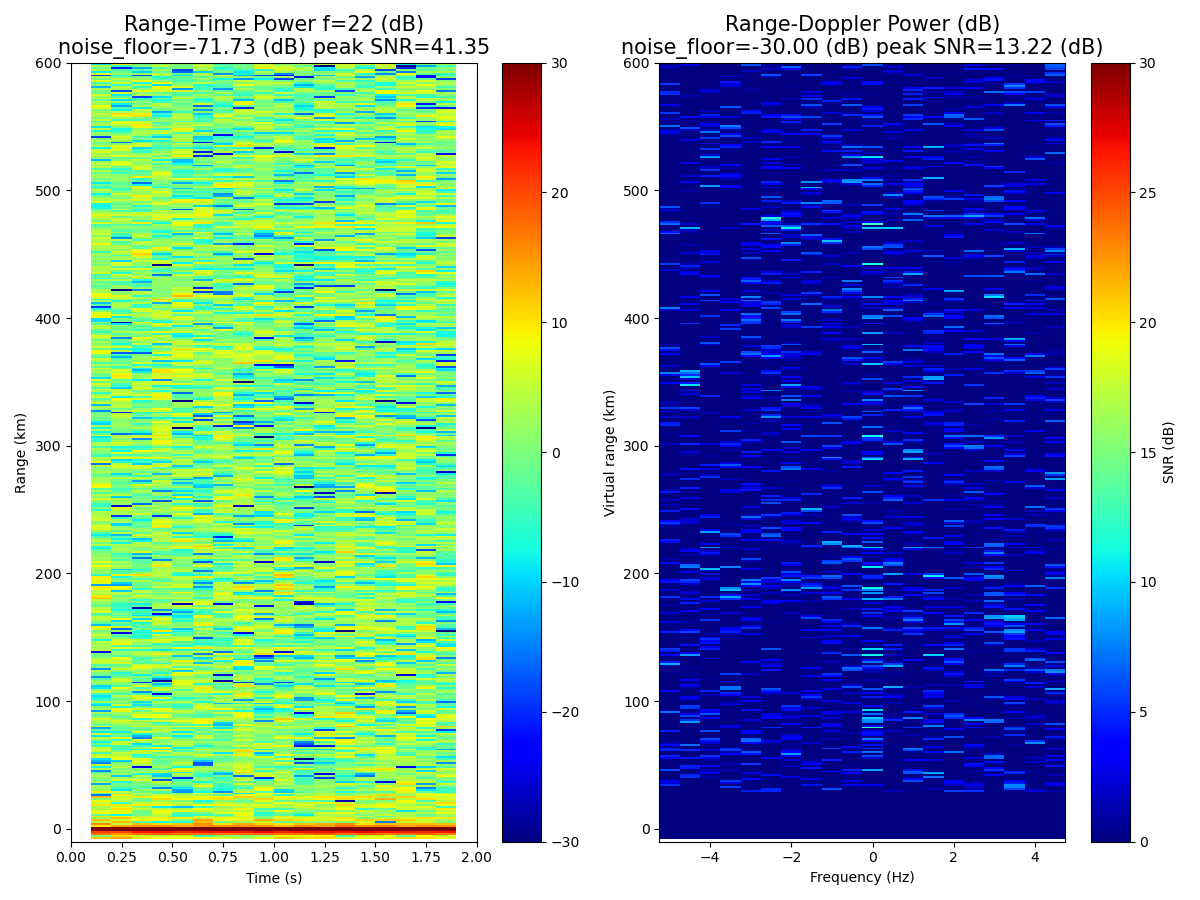 Range-Time Power f=22 (dB)
noise_floor=-71.73 (dB) peak SNR=41.35
600
500
400
300
200
100
0
Range (km)
0.00 0.25 0.50 0.75 1.00 1.25 1.50 1.75 2.00
Time (s)
30
20
10
0
−10
−20
−30
Range-Doppler Power (dB)
noise_floor=-30.00 (dB) peak SNR=13.22 (dB)
600
500
400
300
200
100
0
Virtual range (km)
−4 −2 0 2 4
Frequency (Hz)
30
25
20
15
10
5
0
SNR (dB)